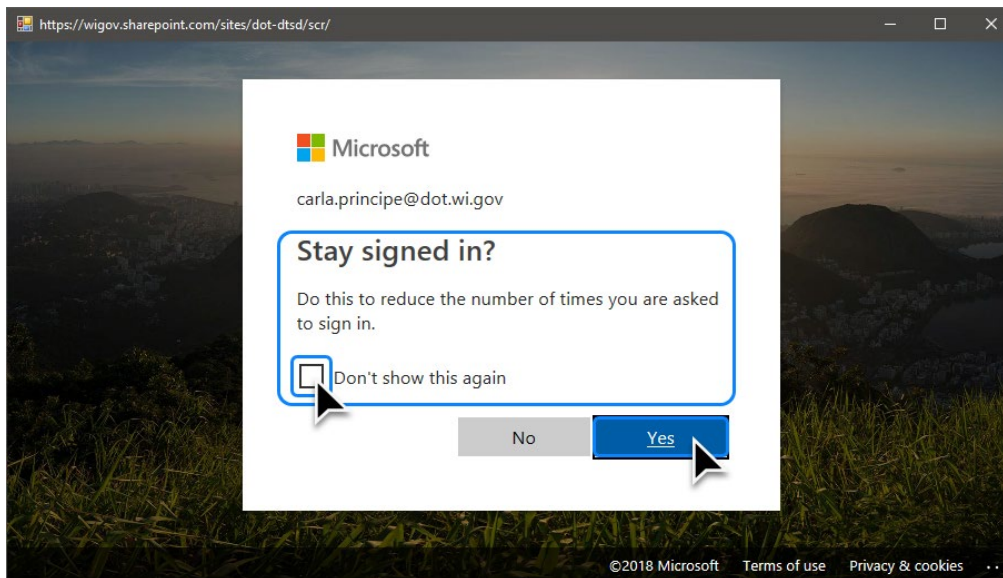 https://wigov.sharepoint.com/sites/dot-dtsd/scr/
Microsoft
carla.principe@dot.wi.gov
Stay signed in?
Do this to reduce the number of times you are asked
to sign in.
Don't show this again
No Yes
©2018 Microsoft Terms of use Privacy & cookies ..